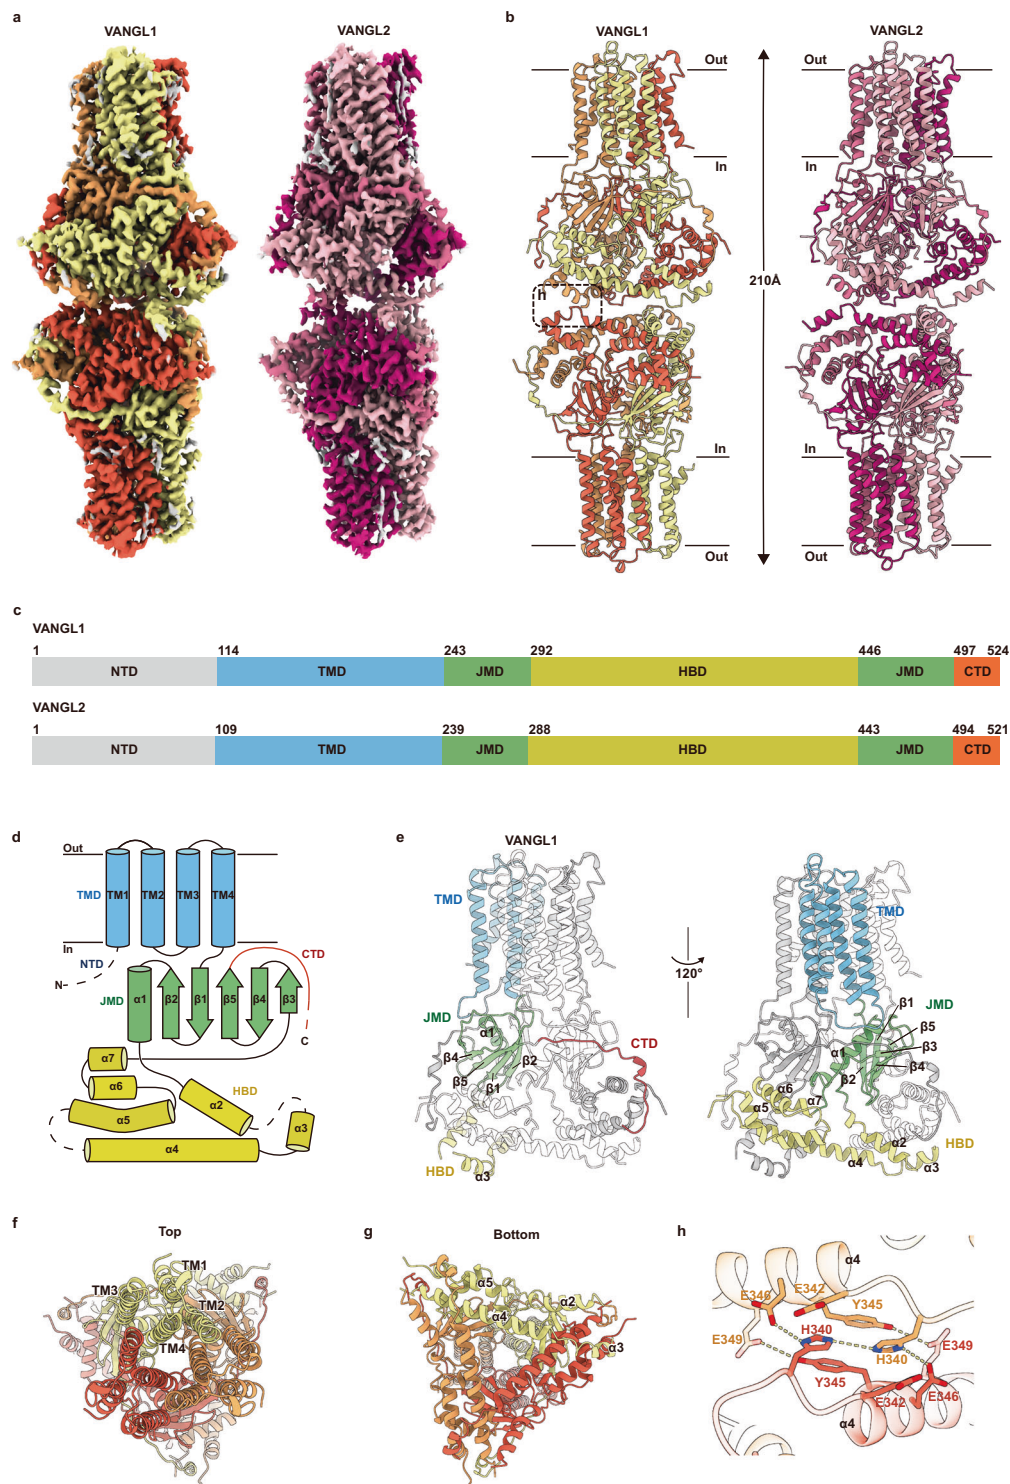 a
VANGL1
VANGL2
b
VANGL1
VANGL2
Out
In
h
210Å
In
Out
Out
In
In
Out
c
VANGL1
1 114 243 292 446 497 524
NTD TMD JMD HBD JMD CTD
VANGL2
1 109 239 288 443 494 521
NTD TMD JMD HBD JMD CTD
d
Out
TMD TM1 TM2 TM3 TM4
In
NTD
CTD
N
JMD α1 β2 β1 β5 β4 β3
C
α7
α6
HBD
α2
α5
α3
α4
e
VANGL1
TMD
JMD
α1
CTD
β4
β2
β5
β1
HBD
α3
120°
TMD
β1
JMD
β5
α1
β3
β2
β4
α6
α5
α7
α2
HBD
α4
α3
f
Top
TM1
TM3
TM2
TM4
g
Bottom
α5
α2
α4
α3
h
α4
E346
E342
Y345
E349
H340
E349
H340
Y345
E342
E346
α4